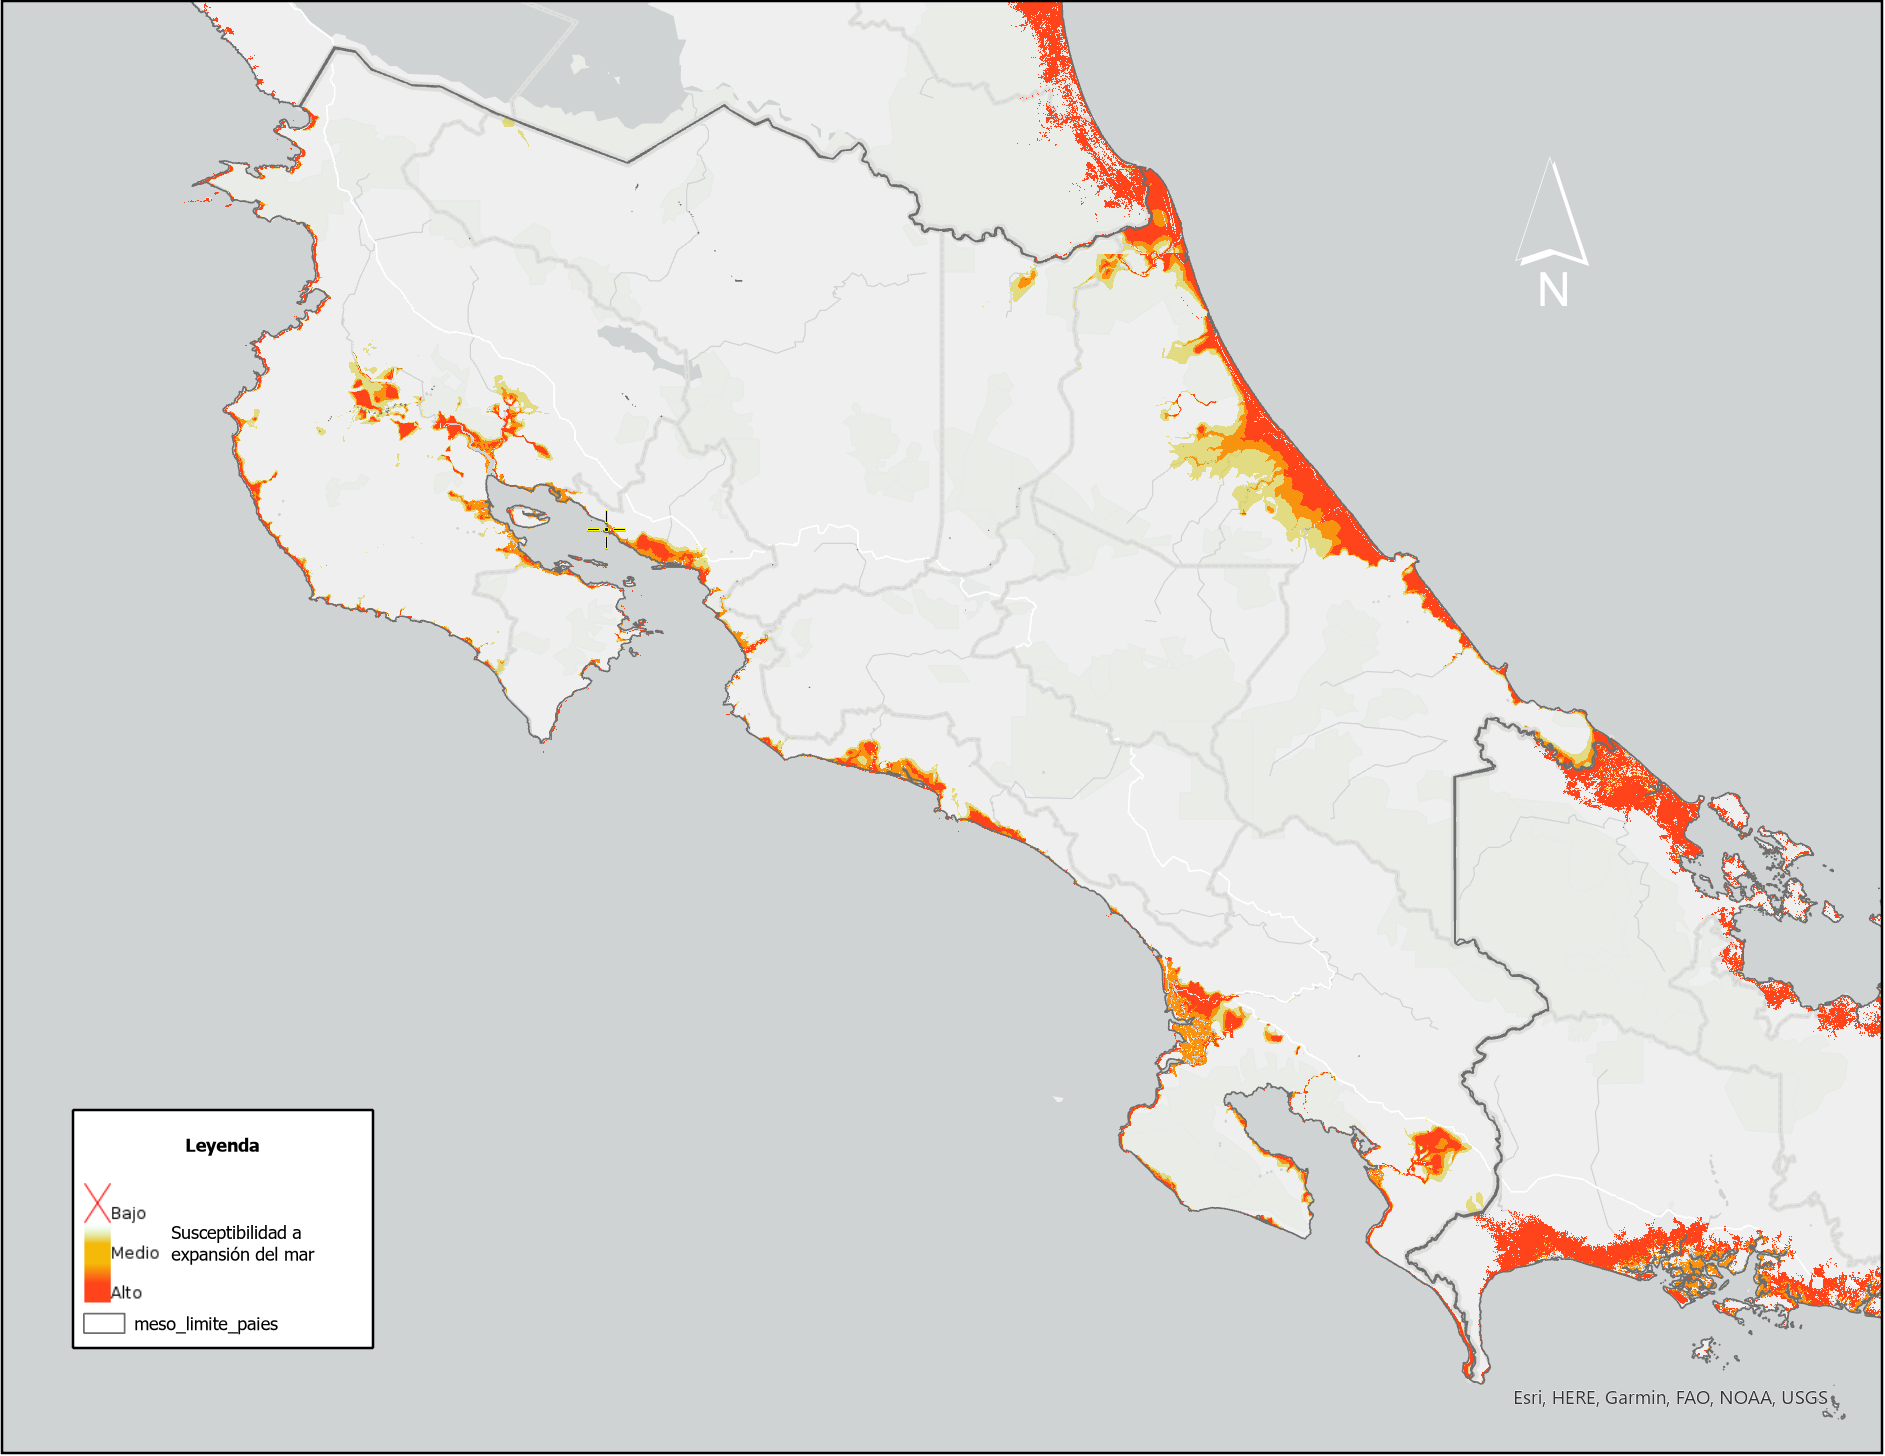 N
Leyenda
Bajo
Susceptibilidad a
expansión del mar
Medio
Alto
meso_limite_paies
Esri, HERE, Garmin, FAO, NOAA, USGS